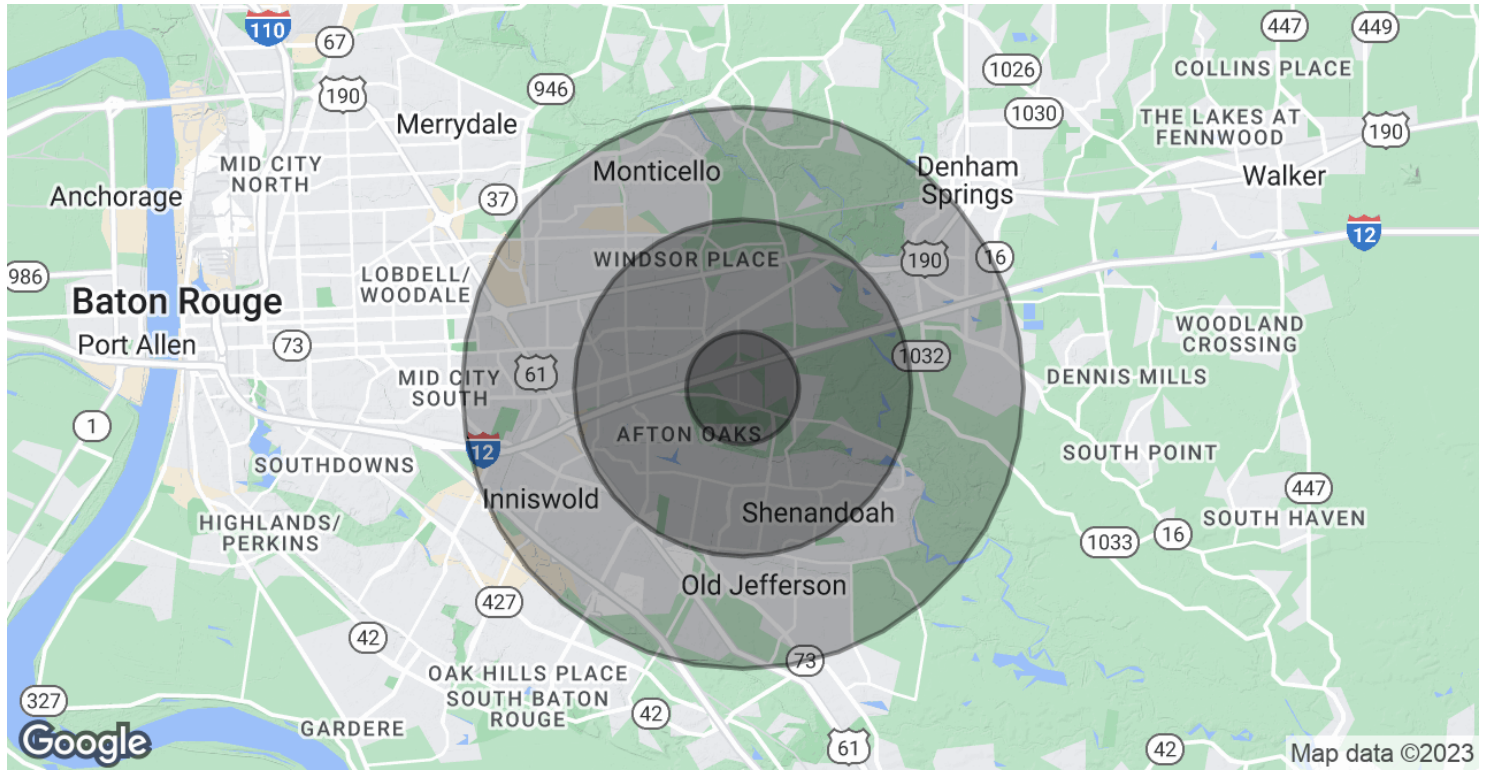 110
67
447
449
1026
COLLINS PLACE
190
946
1030
THE LAKES AT
FENNWOOD
190
Merrydale
MID CITY
NORTH
Monticello
Denham
Springs
Walker
Anchorage
37
12
986
LOBDELL/
WOODALE
WINDSOR PLACE
190
16
Baton Rouge
Port Allen
73
WOODLAND
CROSSING
1032
MID CITY
SOUTH
61
DENNIS MILLS
1
AFTON OAKS
12
SOUTHDOWNS
SOUTH POINT
Inniswold
Shenandoah
447
SOUTH HAVEN
HIGHLANDS/
PERKINS
1033
16
Old Jefferson
427
42
73
OAK HILLS PLACE
SOUTH BATON
ROUGE
327
42
GARDERE
61
42
Google
Map data ©2023